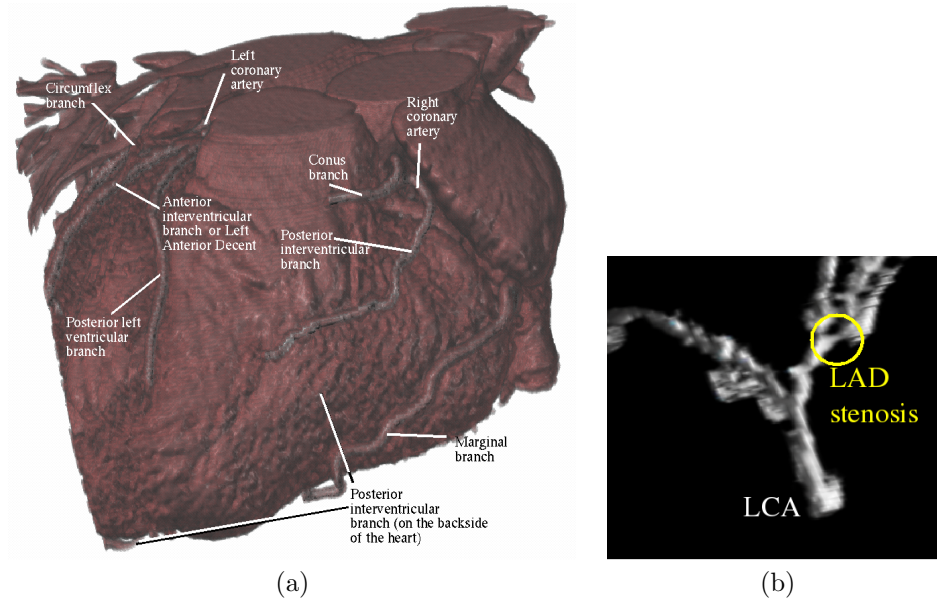 Left
coronary
artery
Circumflex
branch
Right
coronary
artery
Conus
branch
Anterior
interventricular
branch or Left
Anterior Decent
Posterior
interventricular
branch
Posterior left
ventricular
branch
Marginal
branch
Posterior
interventricular
branch (on the backside
of the heart)
(a)
LAD
stenosis
LCA
(b)